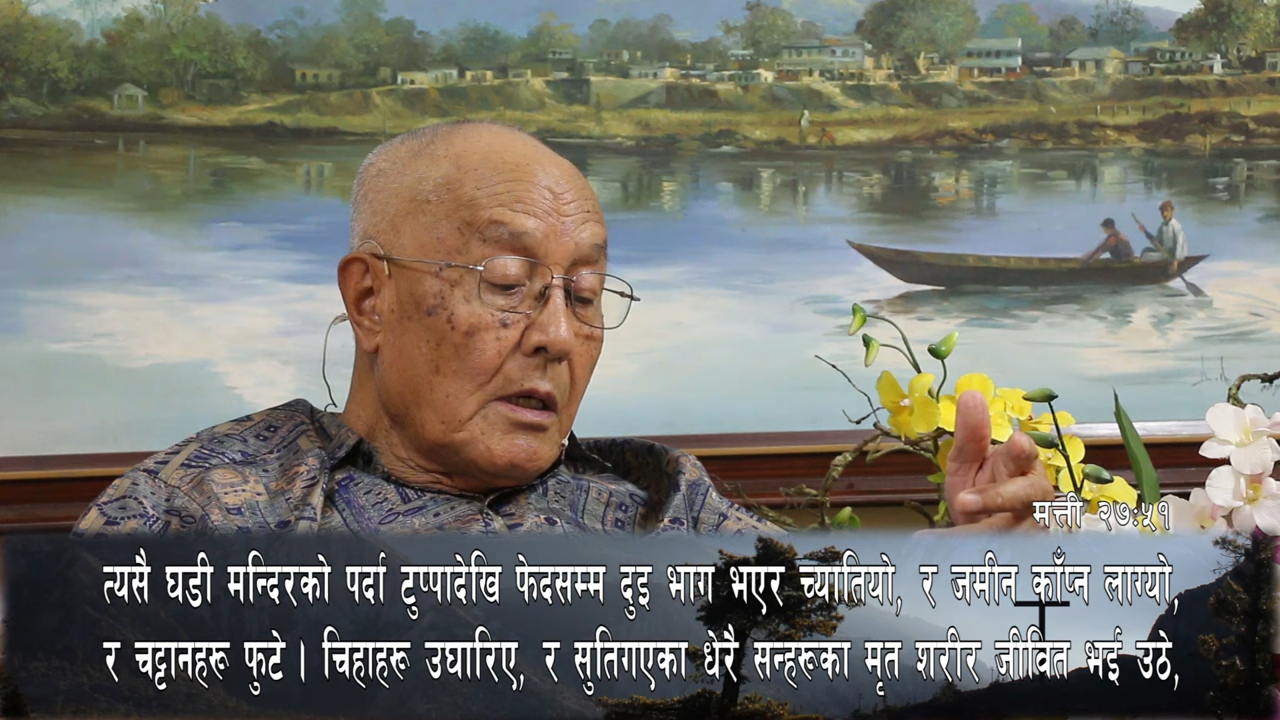 मत्ती २७:५१
त्यसै घडी मन्दिरको पर्दा टुप्पादेखि फेदसम्म दुइ भाग भएर च्यातियो, र जमीन काँप्न लाग्यो,
र चट्टानहरू फुटे । चिहाहरू उघारिए, र सुतिगएका धेरै सन्हरूका मृत शरीर जीवित भई उठे,